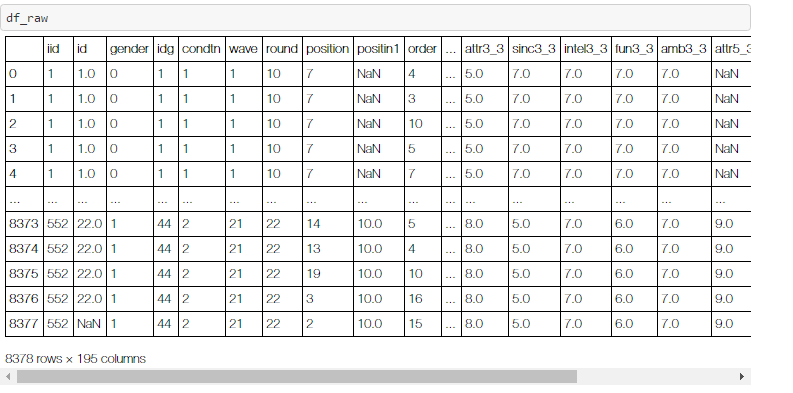 df_raw
iid id gender idg condtn wave round position positin1 order ... attr3_3 sinc3_3 intel3_3 fun3_3 amb3_3 attr5_3
0 1 1.0 0 1 1 1 10 7 NaN 4 ... 5.0 7.0 7.0 7.0 7.0 NaN
1 1 1.0 0 1 1 1 10 7 NaN 3 ... 5.0 7.0 7.0 7.0 7.0 NaN
2 1 1.0 0 1 1 1 10 7 NaN 10 ... 5.0 7.0 7.0 7.0 7.0 NaN
3 1 1.0 0 1 1 1 10 7 NaN 5 ... 5.0 7.0 7.0 7.0 7.0 NaN
4 1 1.0 0 1 1 1 10 7 NaN 7 ... 5.0 7.0 7.0 7.0 7.0 NaN
... ... ... ... ... ... ... ... ... ... ... ... ... ... ... ... ... ...
8373 552 22.0 1 44 2 21 22 14 10.0 5 ... 8.0 5.0 7.0 6.0 7.0 9.0
8374 552 22.0 1 44 2 21 22 13 10.0 4 ... 8.0 5.0 7.0 6.0 7.0 9.0
8375 552 22.0 1 44 2 21 22 19 10.0 10 ... 8.0 5.0 7.0 6.0 7.0 9.0
8376 552 22.0 1 44 2 21 22 3 10.0 16 ... 8.0 5.0 7.0 6.0 7.0 9.0
8377 552 NaN 1 44 2 21 22 2 10.0 15 ... 8.0 5.0 7.0 6.0 7.0 9.0
8378 rows × 195 columns